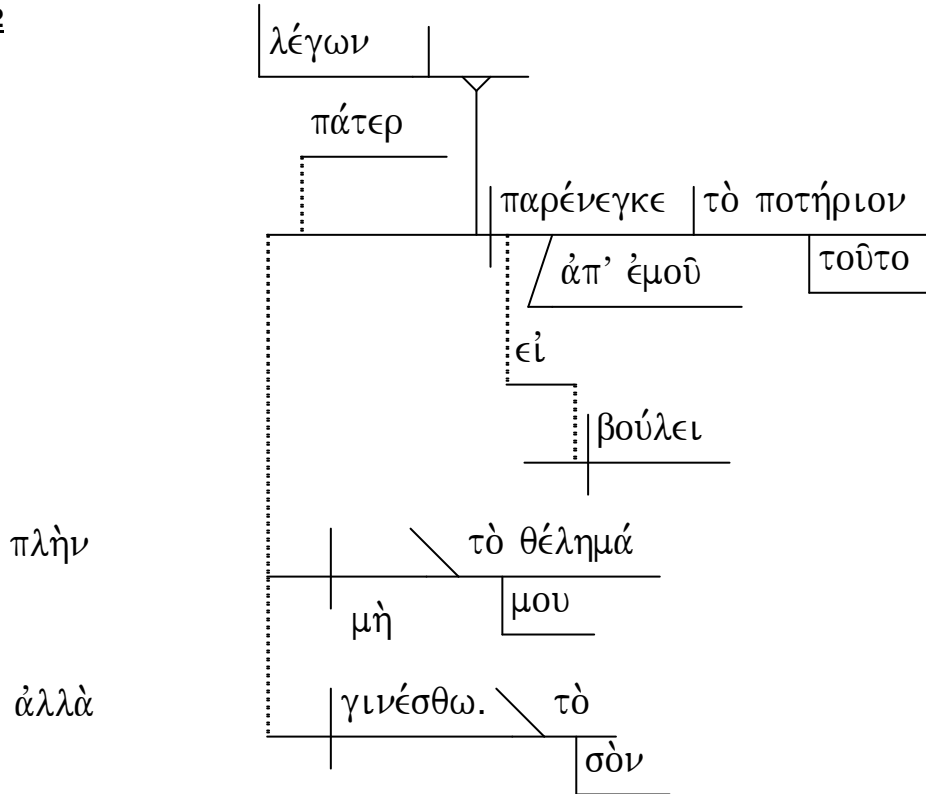 λέγων
πάτερ
παρένεγκε τὸ ποτήριον
ἀπ’ ἐμοῦ τοῦτο
εἰ
βούλει
πλὴν τὸ θέλημά
μὴ μου
ἀλλὰ γινέσθω. τὸ
σὸν